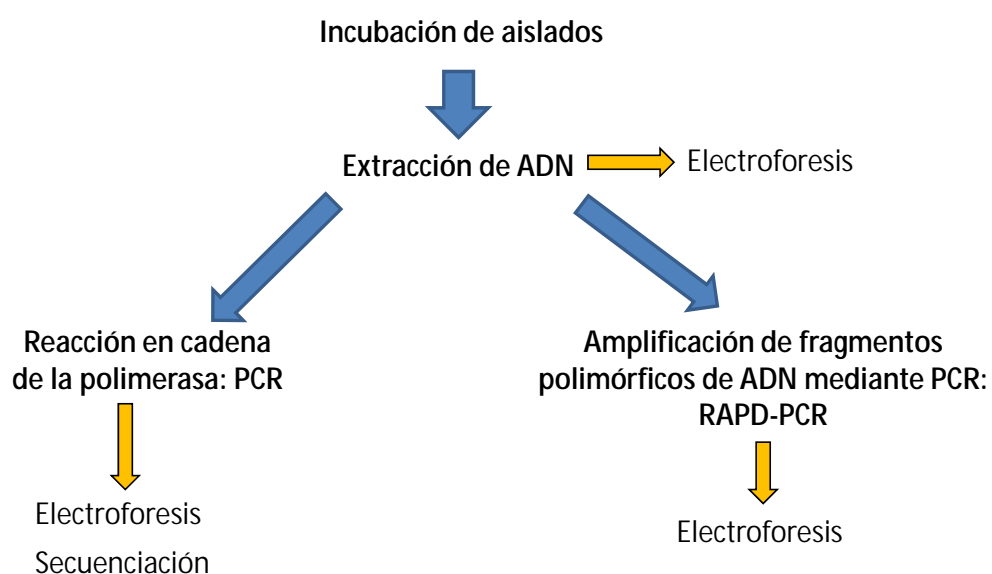 Incubación de aislados
Extracción de ADN
Electroforesis
Reacción en cadena
de la polimerasa: PCR
Amplificación de fragmentos
polimórficos de ADN mediante PCR:
RAPD-PCR
Electroforesis
Secuenciación
Electroforesis